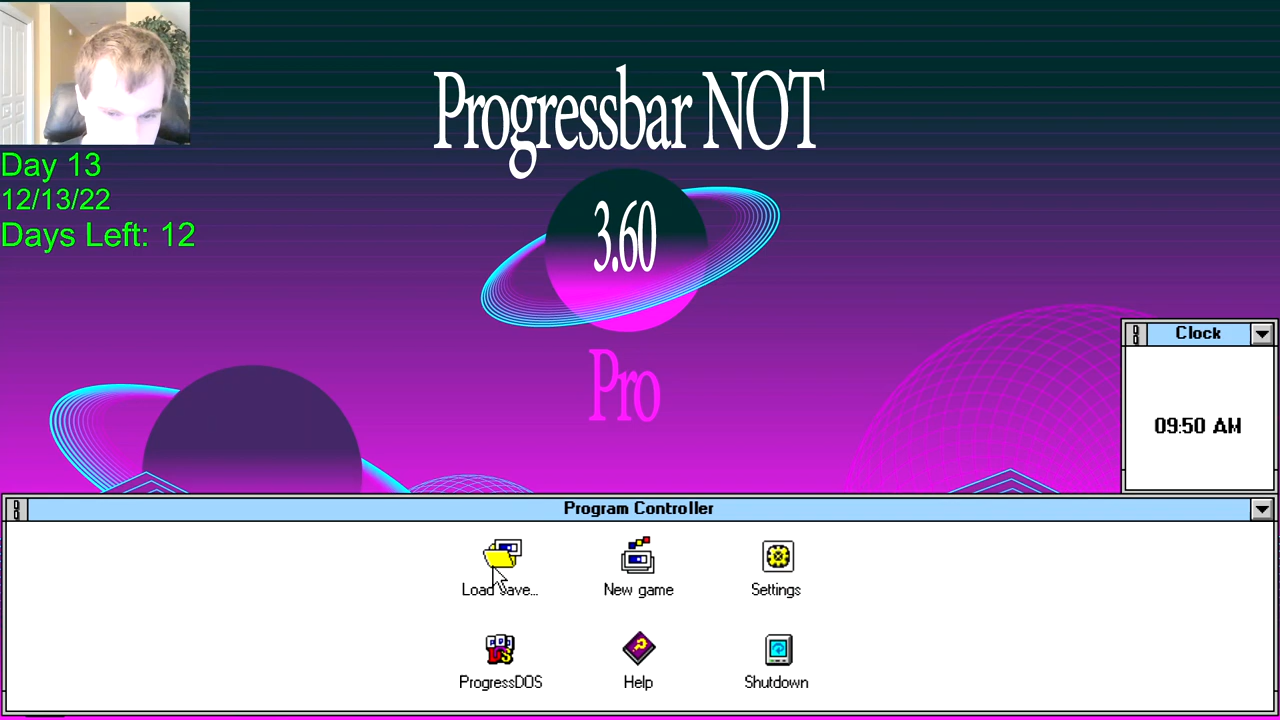 Progressbar NOT
3.60
Pro
Day 13
12/13/22
Days Left: 12
Clock
09:50 AM
Program Controller
Load save...
New game
Settings
ProgressDOS
Help
Shutdown